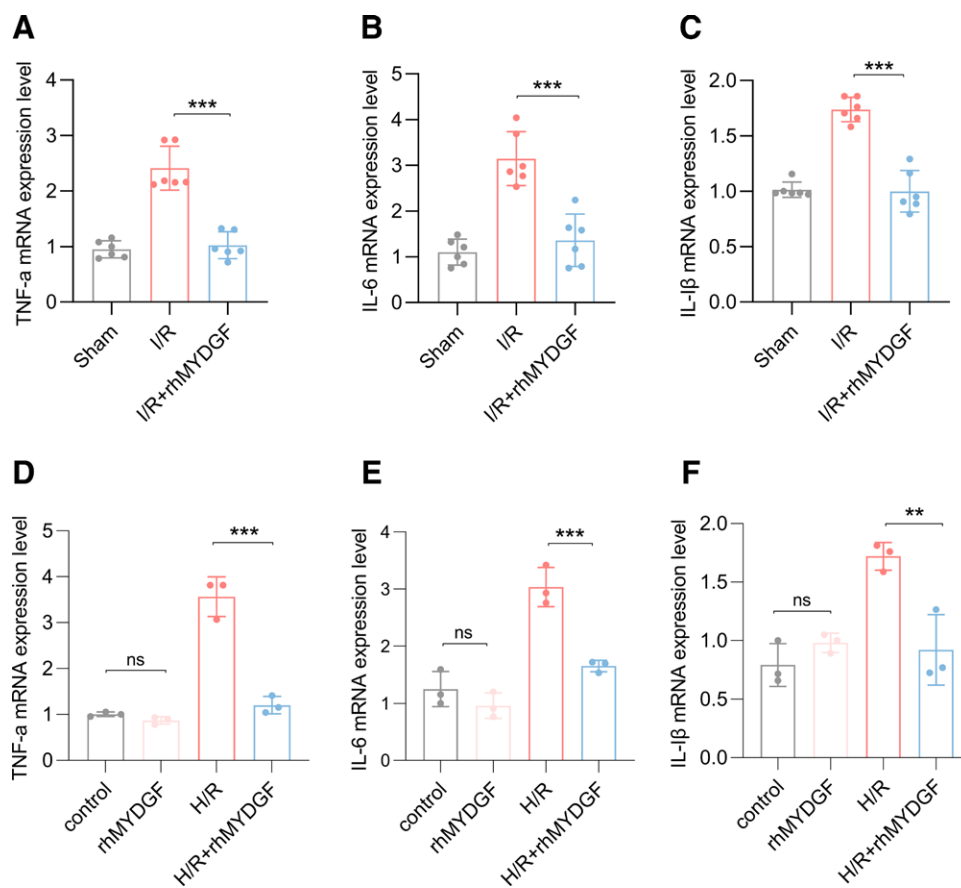 A
TNF-a mRNA expression level
4
3
2
1
0
***
Sham
I/R
I/R+rhMYDGF
B
IL-6 mRNA expression level
5
4
3
2
1
0
***
Sham
I/R
I/R+rhMYDGF
C
IL-Iβ mRNA expression level
2.0
1.5
1.0
0.5
0.0
***
Sham
I/R
I/R+rhMYDGF
D
TNF-a mRNA expression level
5
4
3
2
1
0
ns
***
control
rhMYDGF
H/R
H/R+rhMYDGF
E
IL-6 mRNA expression level
4
3
2
1
0
ns
***
control
rhMYDGF
H/R
H/R+rhMYDGF
F
IL-Iβ mRNA expression level
2.0
1.5
1.0
0.5
0.0
ns
**
control
rhMYDGF
H/R
H/R+rhMYDGF